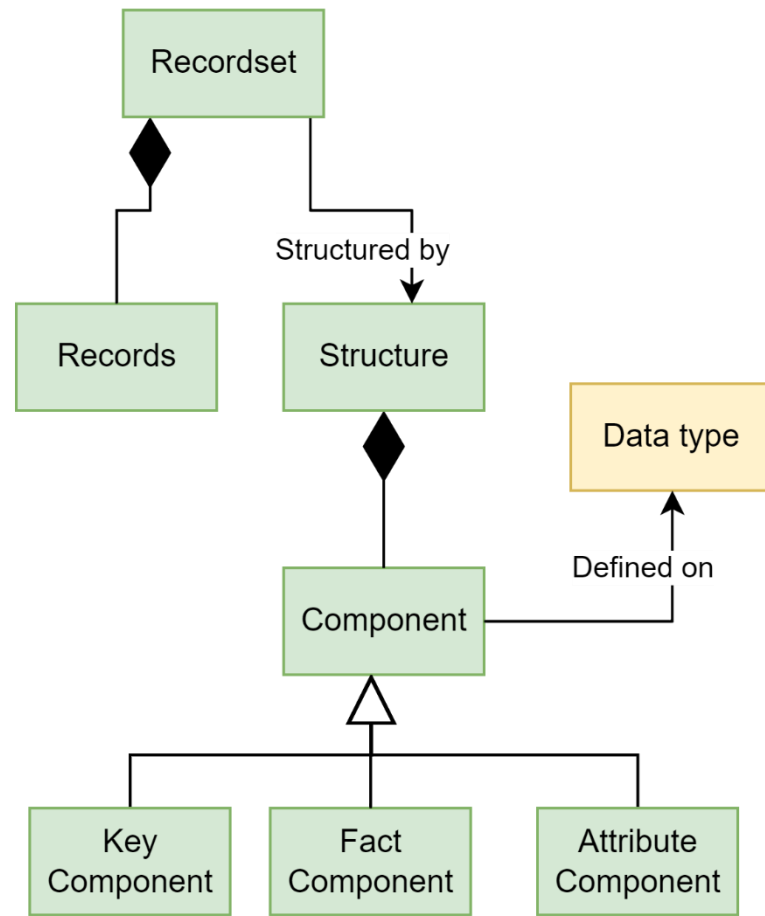 Recordset
Structured by
Records
Structure
Data type
Defined on
Component
Key
Component
Fact
Component
Attribute
Component